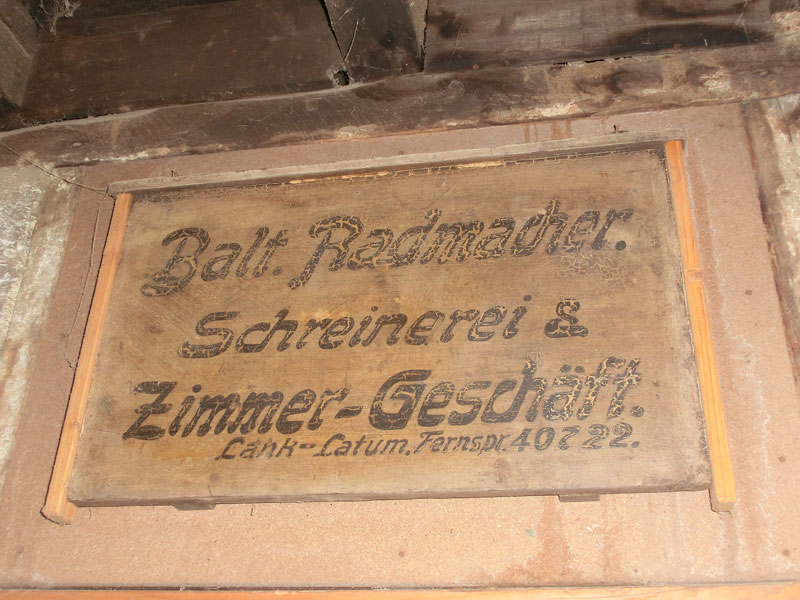 Balt. Radmacher.
Schreinerei &
Zimmer-Geschäft.
Lank-Latum. Fernspr. 40722.